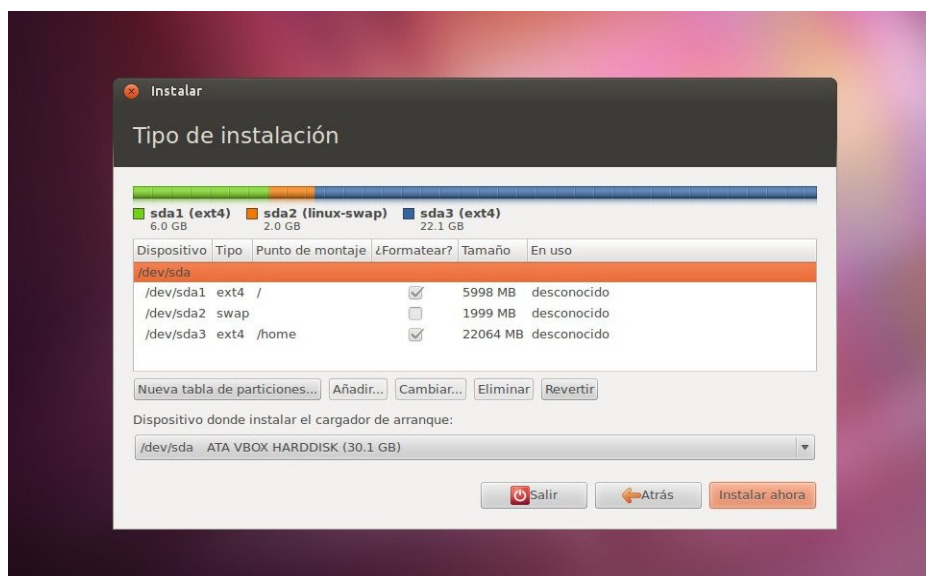 Instalar
Tipo de instalación
sda1 (ext4) sda2 (linux-swap) sda3 (ext4)
6.0 GB 2.0 GB 22.1 GB
Dispositivo Tipo Punto de montaje ¿Formatear? Tamaño En uso
/dev/sda
/dev/sda1 ext4 / 5998 MB desconocido
/dev/sda2 swap 1999 MB desconocido
/dev/sda3 ext4 /home 22064 MB desconocido
Nueva tabla de particiones... Añadir... Cambiar... Eliminar Revertir
Dispositivo donde instalar el cargador de arranque:
/dev/sda ATA VBOX HARDDISK (30.1 GB)
Salir Atrás Instalar ahora